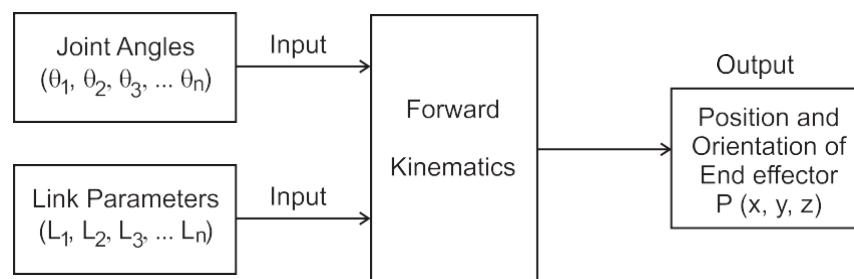 Joint Angles
(θ₁, θ₂, θ₃, ... θₙ)
Input
Link Parameters
(L₁, L₂, L₃, ... Lₙ)
Input
Forward
Kinematics
Output
Position and
Orientation of
End effector
P (x, y, z)